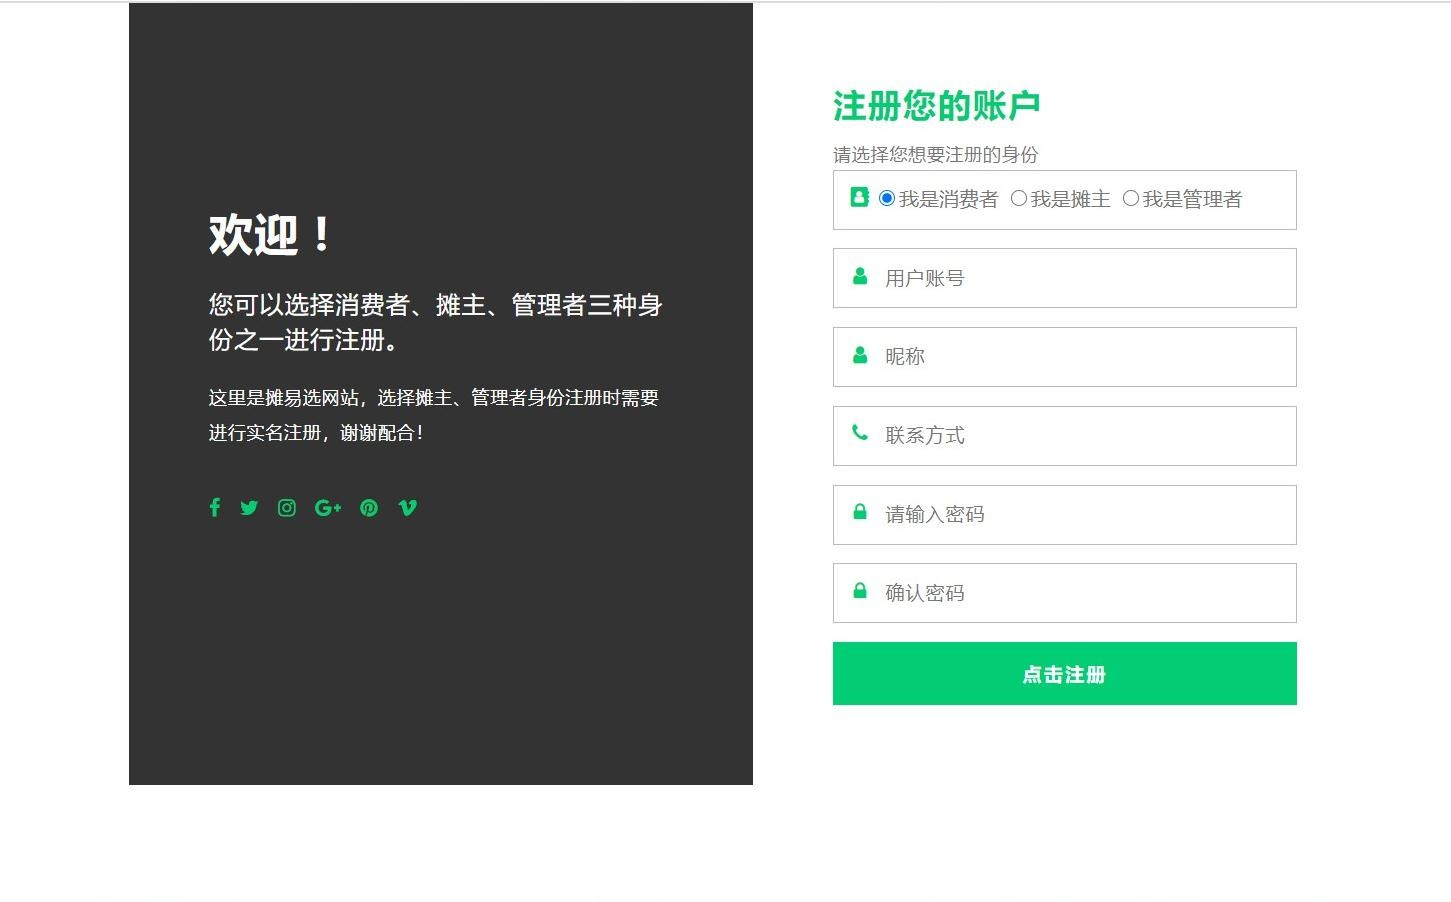 欢迎！
您可以选择消费者、摊主、管理者三种身
份之一进行注册。
这里是摊易选网站，选择摊主、管理者身份注册时需要
进行实名注册，谢谢配合！
注册您的账户
请选择您想要注册的身份
我是消费者 我是摊主 我是管理者
用户账号
昵称
联系方式
请输入密码
确认密码
点击注册